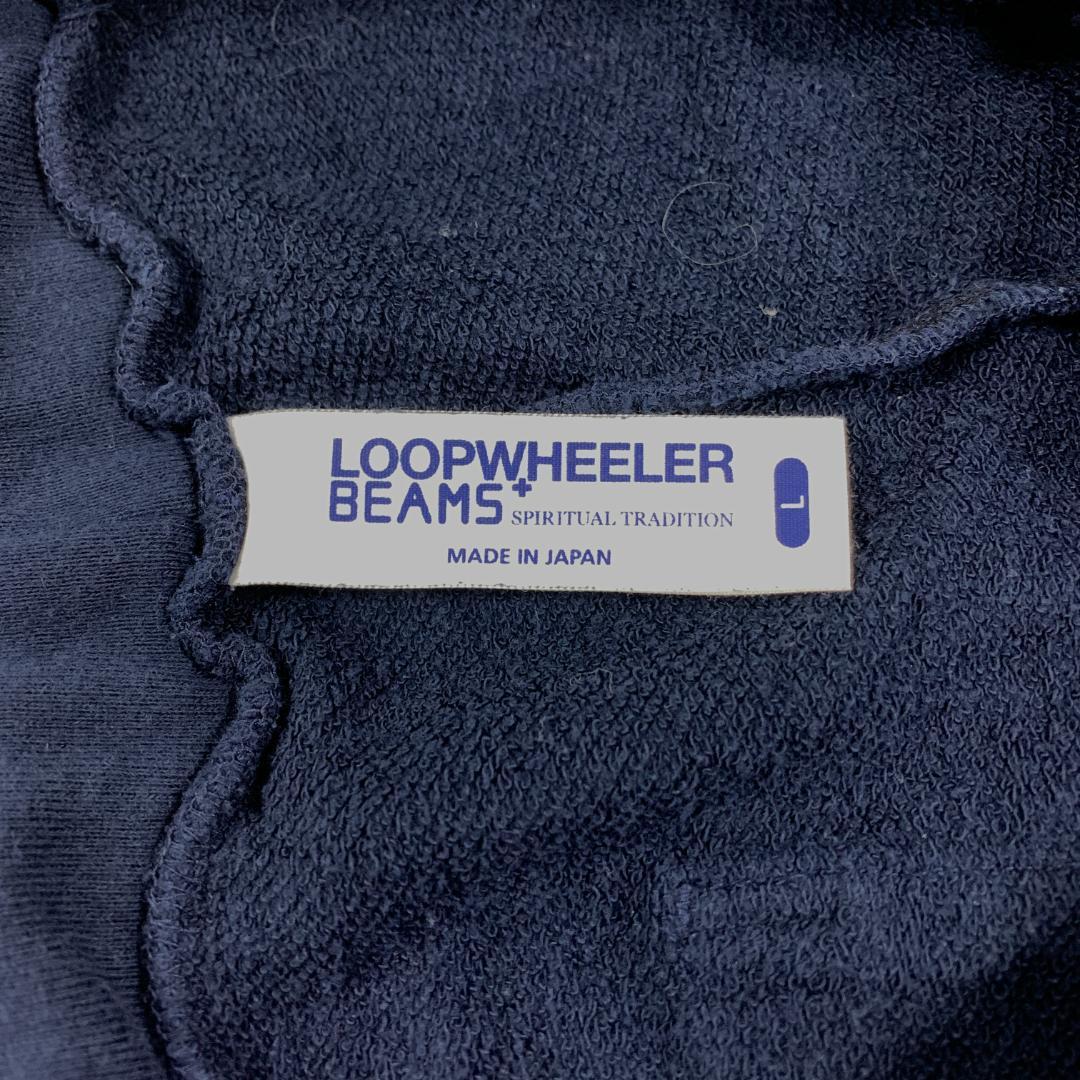 LOOPWHEELER
BEAMS+
SPIRITUAL TRADITION
MADE IN JAPAN
L